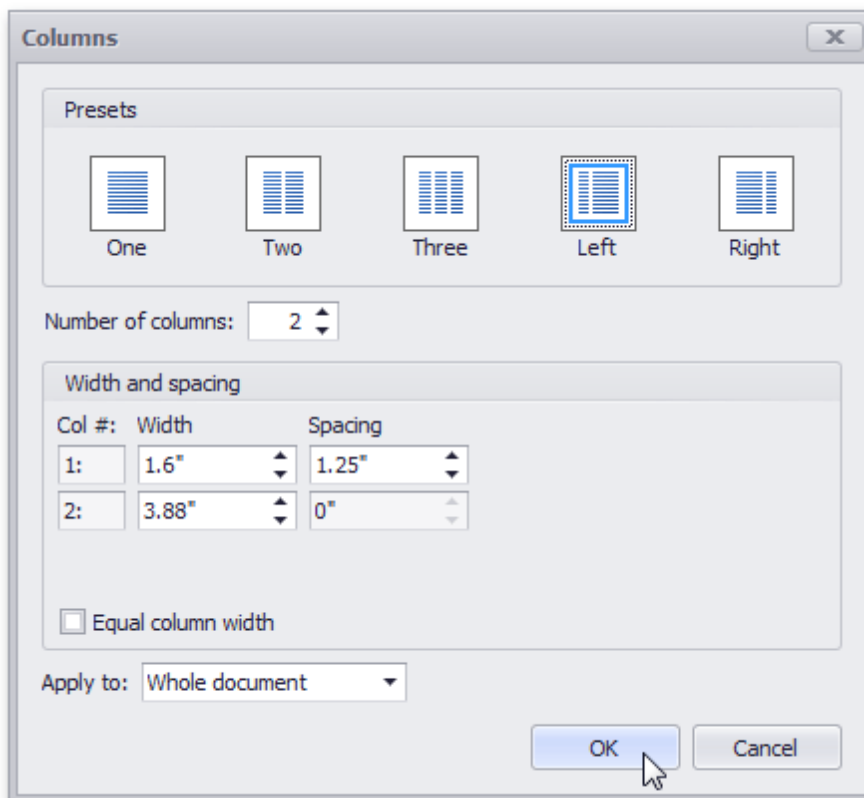 Columns
Presets
One Two Three Left Right
Number of columns: 2
Width and spacing
Col #: Width Spacing
1: 1.6" 1.25"
2: 3.88" 0"
Equal column width
Apply to: Whole document
OK Cancel